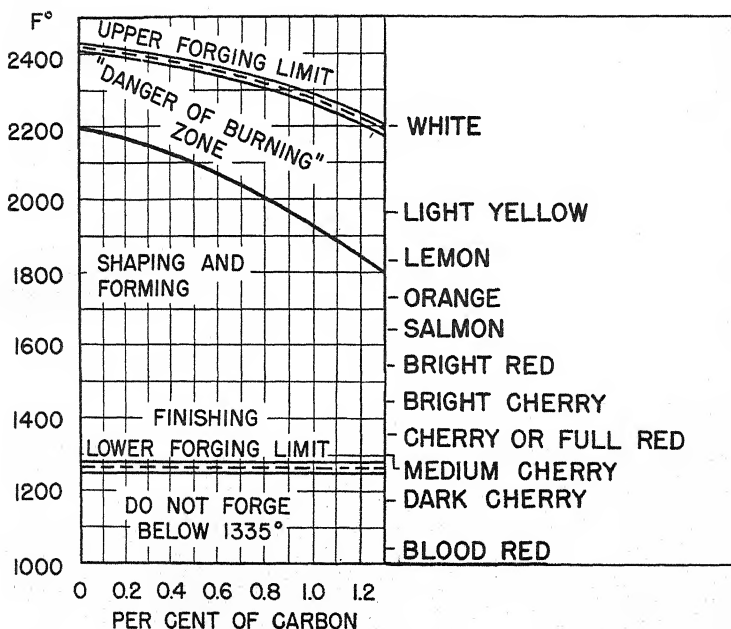 F°
2400
2200
2000
1800
1600
1400
1200
1000
UPPER FORGING LIMIT
"DANGER OF BURNING"
ZONE
SHAPING AND
FORMING
FINISHING
LOWER FORGING LIMIT
DO NOT FORGE
BELOW 1335°
WHITE
LIGHT YELLOW
LEMON
ORANGE
SALMON
BRIGHT RED
BRIGHT CHERRY
CHERRY OR FULL RED
MEDIUM CHERRY
DARK CHERRY
BLOOD RED
0 0.2 0.4 0.6 0.8 1.0 1.2
PER CENT OF CARBON